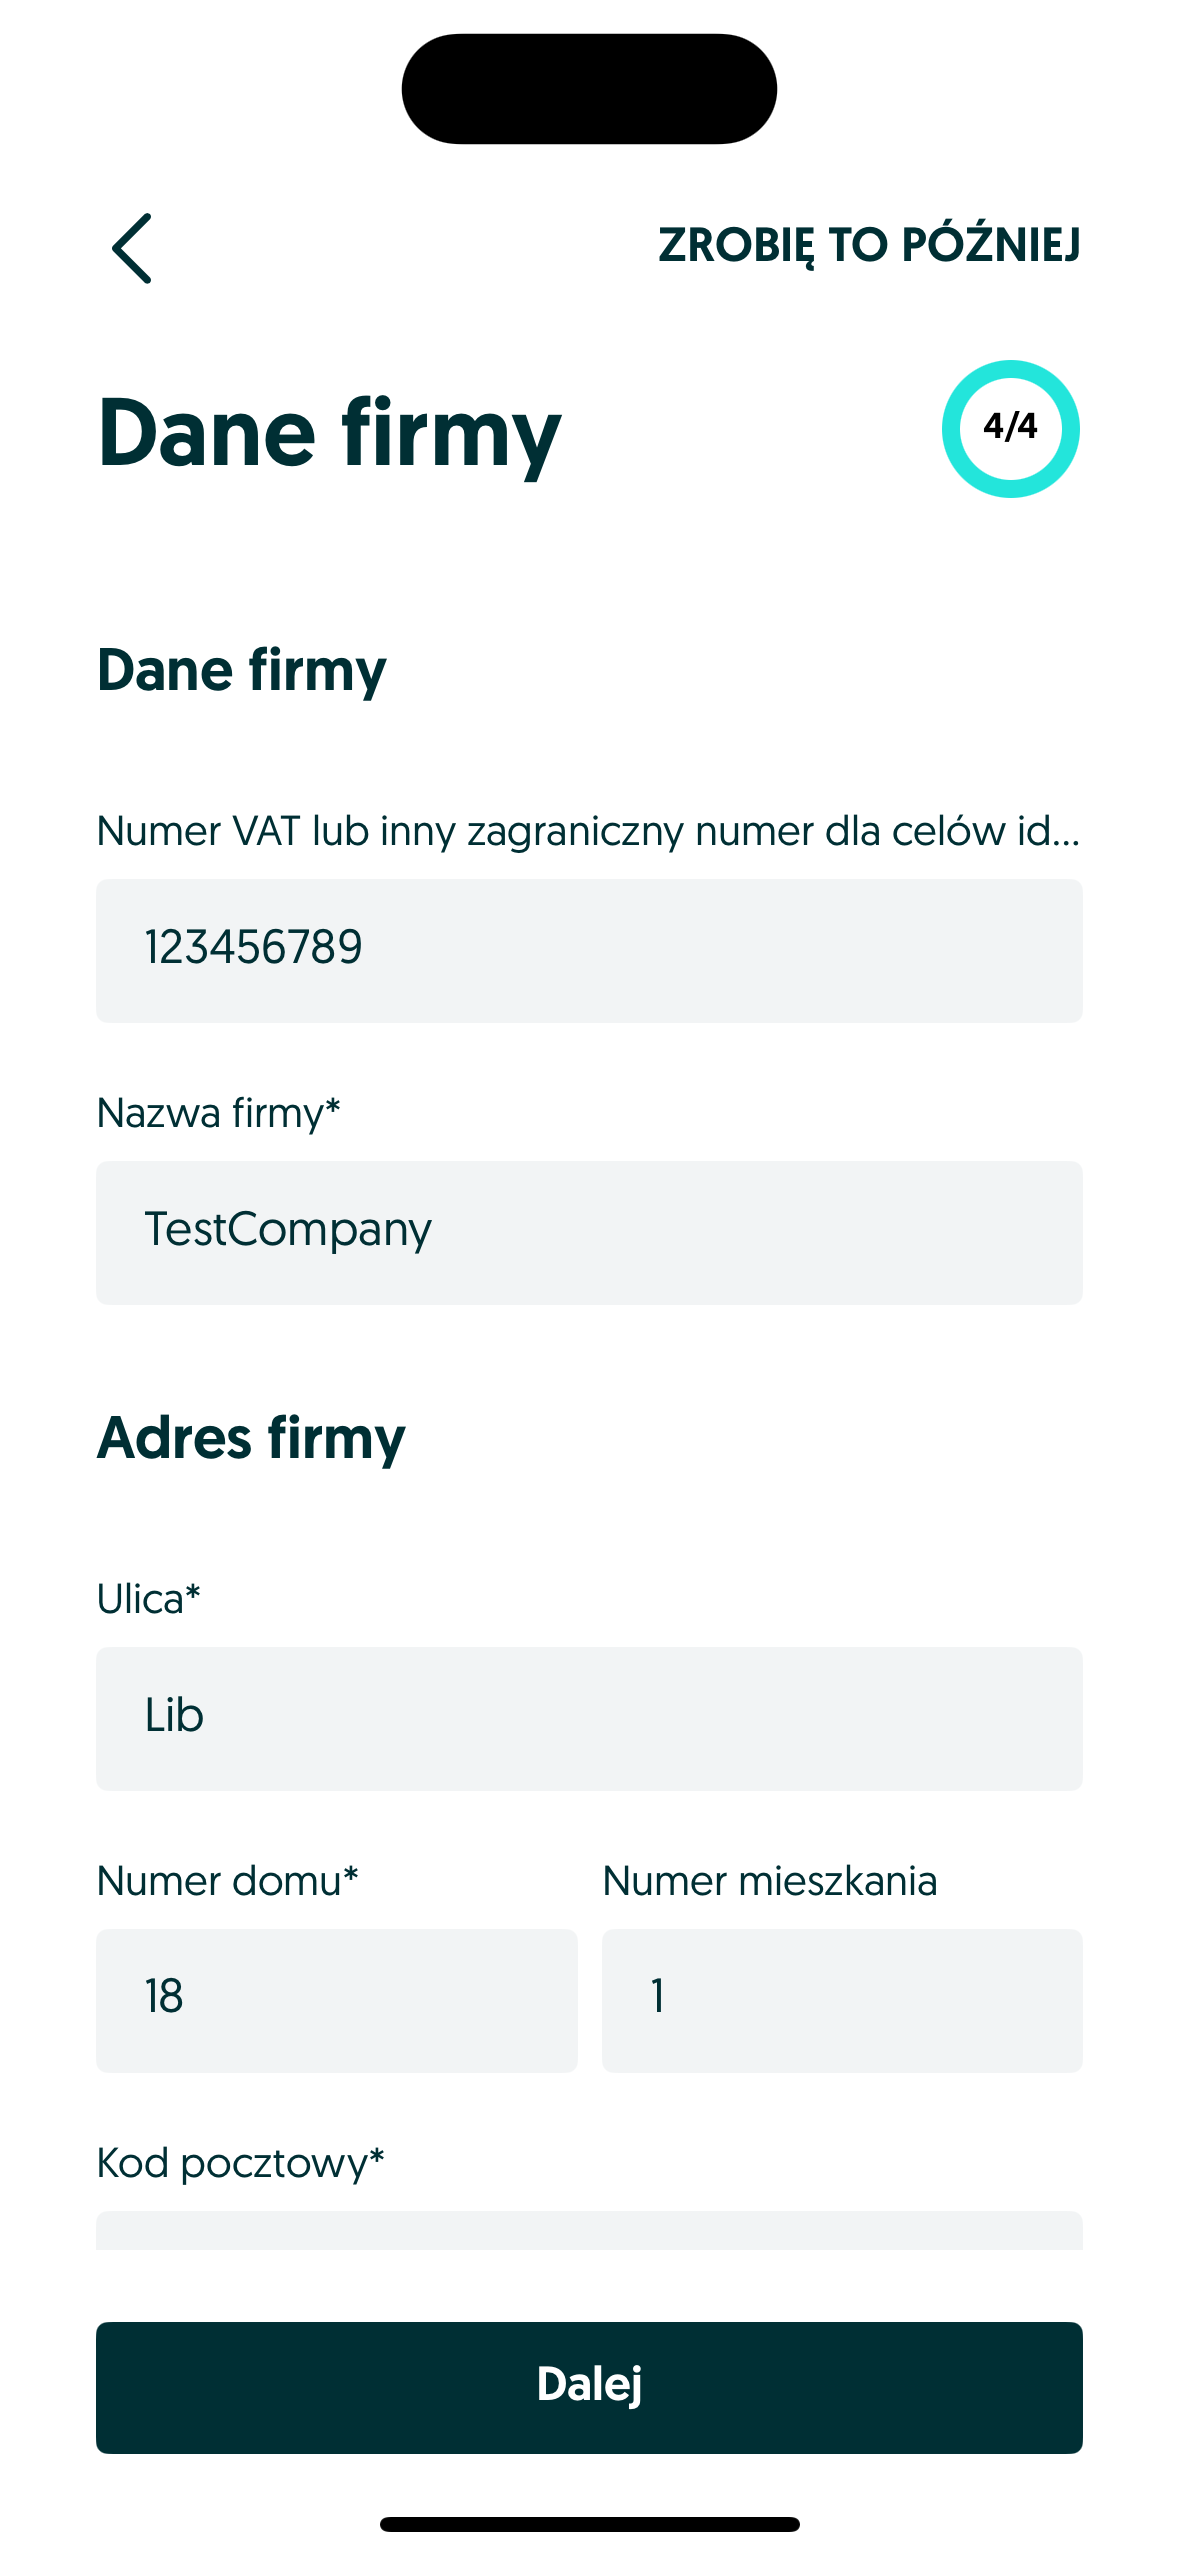 ZROBIĘ TO PÓŹNIEJ
Dane firmy
4/4
Dane firmy
Numer VAT lub inny zagraniczny numer dla celów id...
123456789
Nazwa firmy*
TestCompany
Adres firmy
Ulica*
Lib
Numer domu*
Numer mieszkania
18
1
Kod pocztowy*
Dalej